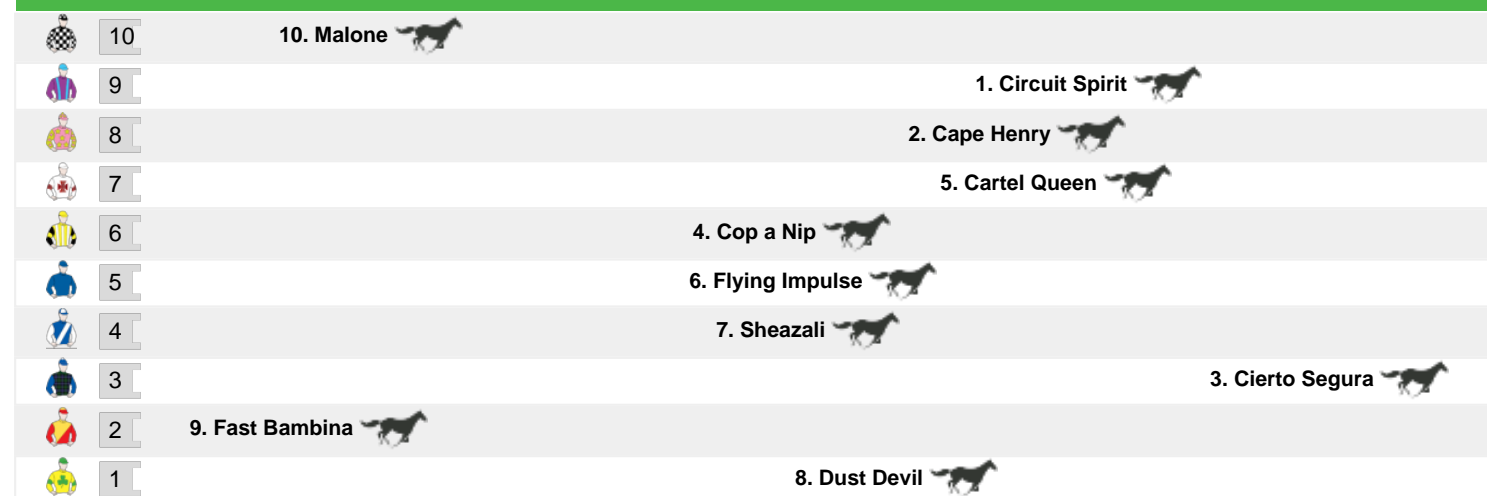 10 10. Malone
9 1. Circuit Spirit
8 2. Cape Henry
7 5. Cartel Queen
6 4. Cop a Nip
5 6. Flying Impulse
4 7. Sheazali
3 3. Cierto Segura
2 9. Fast Bambina
1 8. Dust Devil